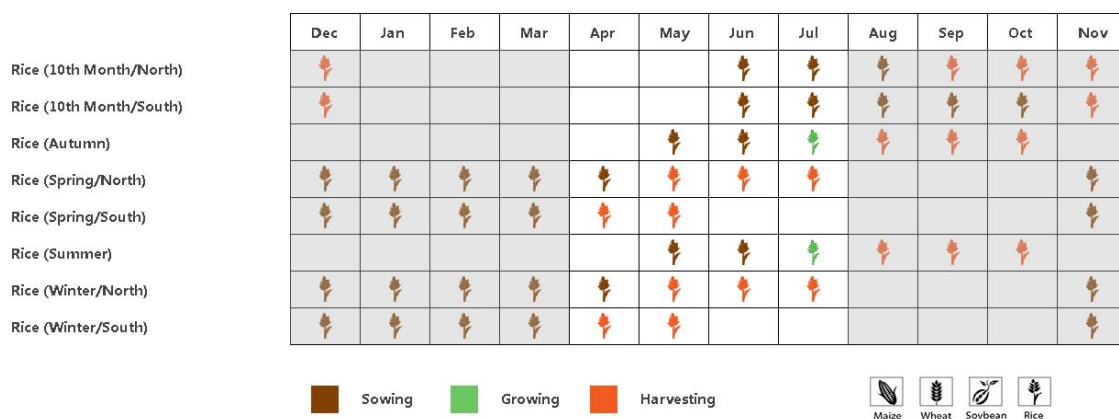 Dec Jan Feb Mar Apr May Jun Jul Aug Sep Oct Nov
Rice (10th Month/North)
Rice (10th Month/South)
Rice (Autumn)
Rice (Spring/North)
Rice (Spring/South)
Rice (Summer)
Rice (Winter/North)
Rice (Winter/South)
Sowing Growing Harvesting
Maize Wheat Soybean Rice